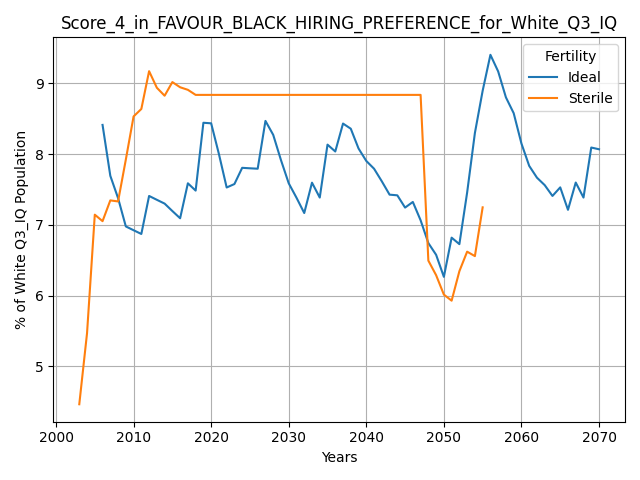 Score_4_in_FAVOUR_BLACK_HIRING_PREFERENCE_for_White_Q3_IQ
Fertility
Ideal
Sterile
% of White Q3_IQ Population
9
8
7
6
5
2000 2010 2020 2030 2040 2050 2060 2070
Years